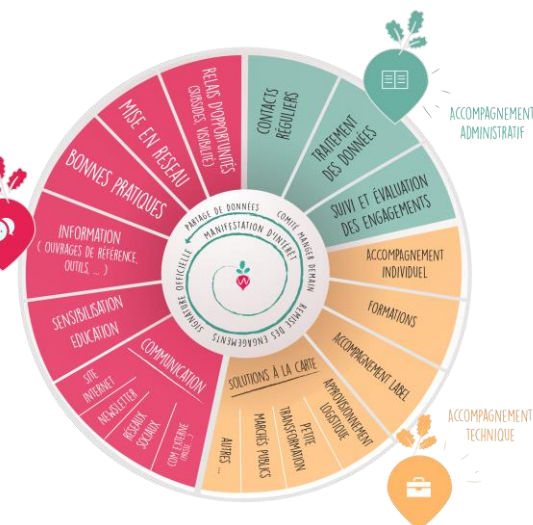 RELAIS D'OPPORTUNITÉS
(SUBSIDES, VISIBILITÉ)
MISE EN RESEAU
BONNES PRATIQUES
INFORMATION
( OUVRAGES DE RÉFÉRENCE,
OUTILS, ... )
SENSIBILISATION
EDUCATION
COMMUNICATION
SITE
INTERNET
NEWSLETTER
RÉSEAUX
SOCIAUX
COM EXTERNE
CONTACTS
RÉGULIERS
TRAITEMENT
DES DONNÉES
SUIVI ET ÉVALUATION
DES ENGAGEMENTS
ACCOMPAGNEMENT
ADMINISTRATIF
ACCOMPAGNEMENT
INDIVIDUEL
FORMATIONS
ACCOMPAGNEMENT LABEL
SOLUTIONS À LA CARTE
APPROVISIONNEMENT
LOGISTIQUE
PETITE
TRANSFORMATION
MARCHÉS PUBLICS
AUTRES
...
ACCOMPAGNEMENT
TECHNIQUE
MANIFESTATION D'INTÉRÊT
COMITÉ MANGER DEMAIN
REMISE DES ENGAGEMENTS
SIGNATURE OFFICIELLE
PARTAGE DE DONNÉES